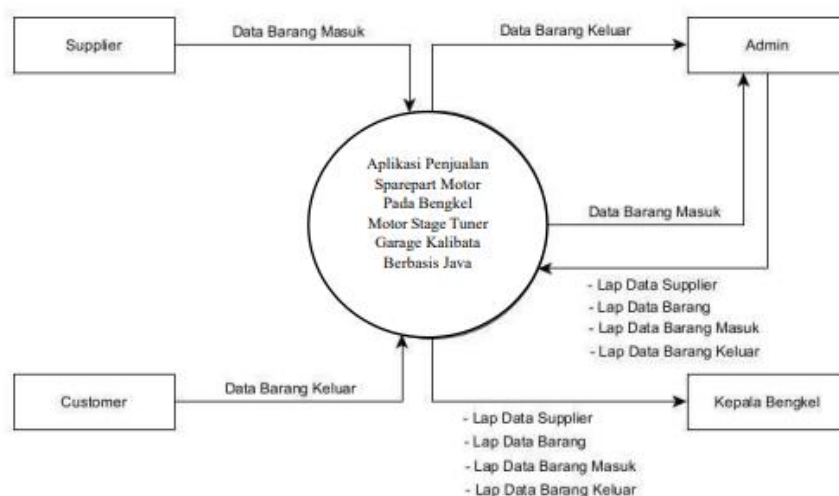 Supplier
Data Barang Masuk
Data Barang Keluar
Admin
Aplikasi Penjualan
Sparepart Motor
Pada Bengkel
Motor Stage Tuner
Garage Kalibata
Berbasis Java
Data Barang Masuk
- Lap Data Supplier
- Lap Data Barang
- Lap Data Barang Masuk
- Lap Data Barang Keluar
Customer
Data Barang Keluar
Kepala Bengkel
- Lap Data Supplier
- Lap Data Barang
- Lap Data Barang Masuk
- Lap Data Barang Keluar